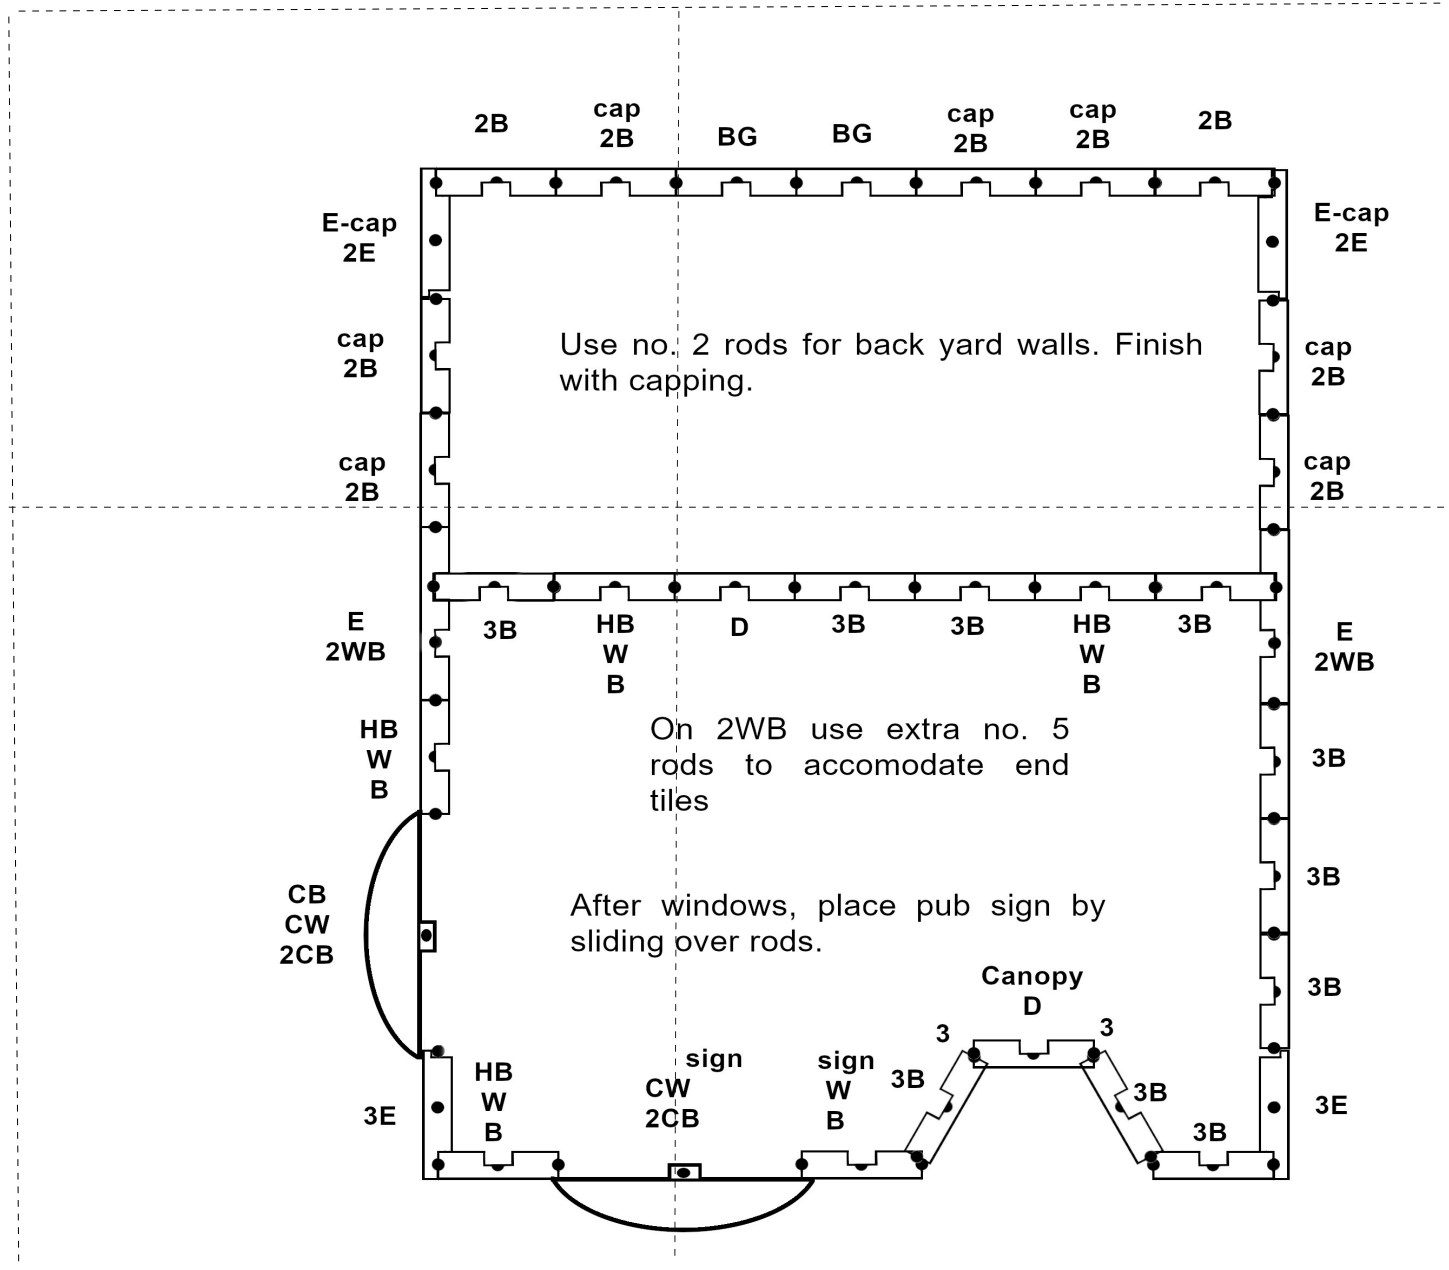 2B
cap
2B
BG
BG
cap
2B
cap
2B
2B
E-cap
2E
E-cap
2E
Use no. 2 rods for back yard walls. Finish
with capping.
cap
2B
cap
2B
cap
2B
cap
2B
E
2WB
3B
HB
W
B
D
3B
3B
HB
W
B
3B
E
2WB
On 2WB use extra no. 5
rods to accomodate end
tiles
HB
W
B
3B
CB
CW
2CB
After windows, place pub sign by
sliding over rods.
3B
3B
Canopy
D
3
3
3E
HB
W
B
sign
CW
2CB
sign
W
B
3B
3B
3B
3E